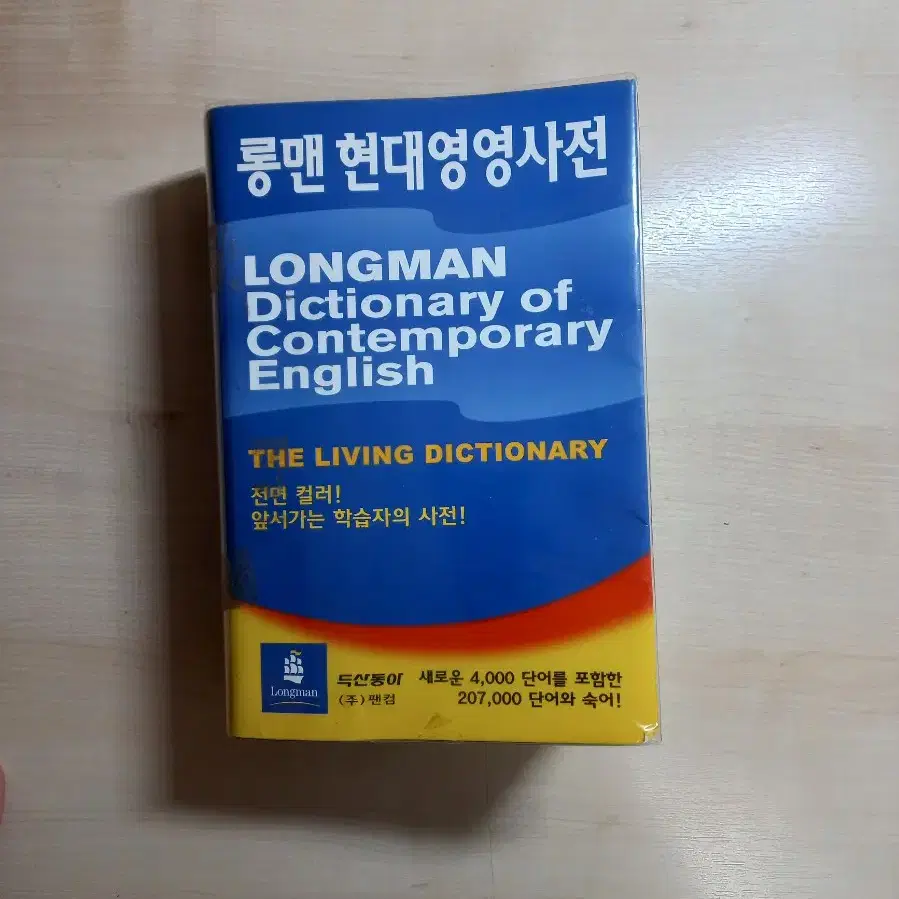 롱맨 현대영영사전
LONGMAN
Dictionary of
Contemporary
English
THE LIVING DICTIONARY
전면 컬러!
앞서가는 학습자의 사전!
Longman
두산동아
(주)팬컴
새로운 4,000 단어를 포함한
207,000 단어와 숙어!